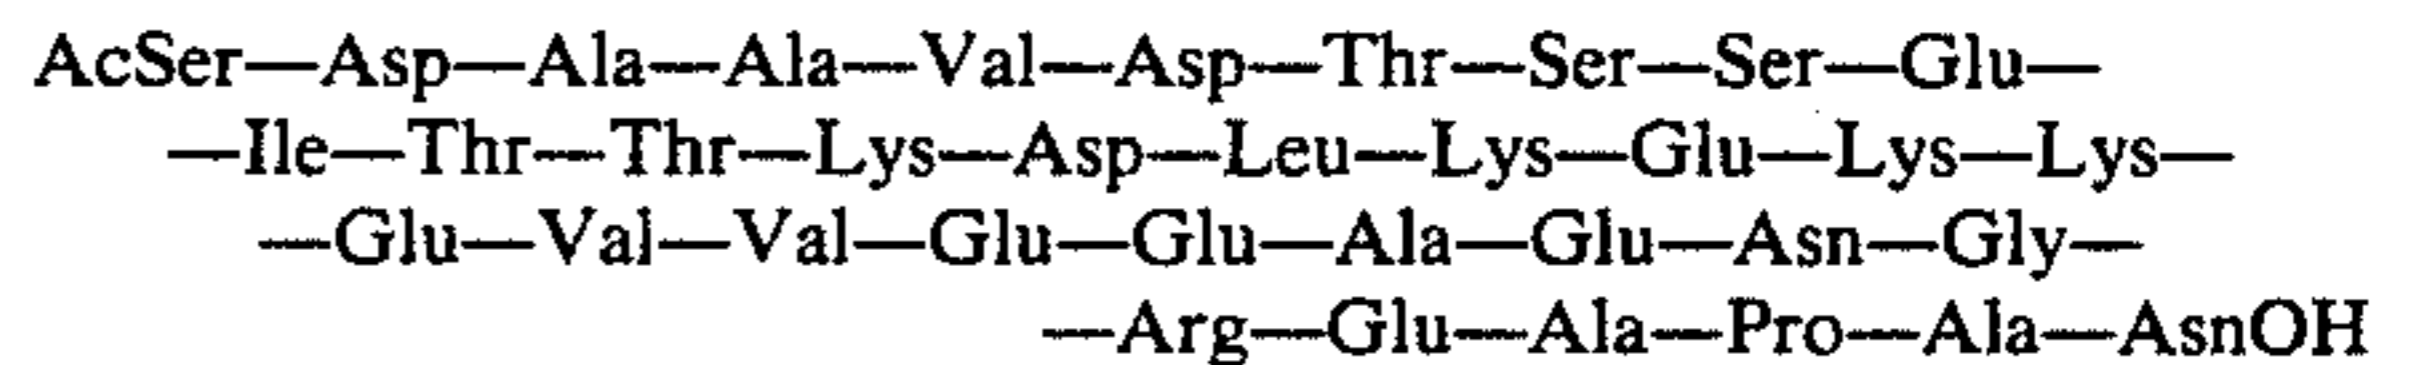 AcSer—Asp—Ala—Ala—Val—Asp—Thr—Ser—Ser—Glu—
—Ile—Thr—Thr—Lys—Asp—Leu—Lys—Glu—Lys—Lys—
—Glu—Val—Val—Glu—Glu—Ala—Glu—Asn—Gly—
—Arg—Glu—Ala—Pro—Ala—AsnOH